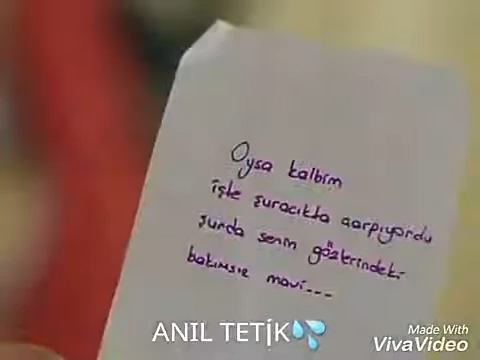 Oysa kalbim
işte şuracıkta çarpıyordu
şurda senin gözlerindeki
bakımsız mavi...
ANIL TETİK💦
Made With
VivaVideo